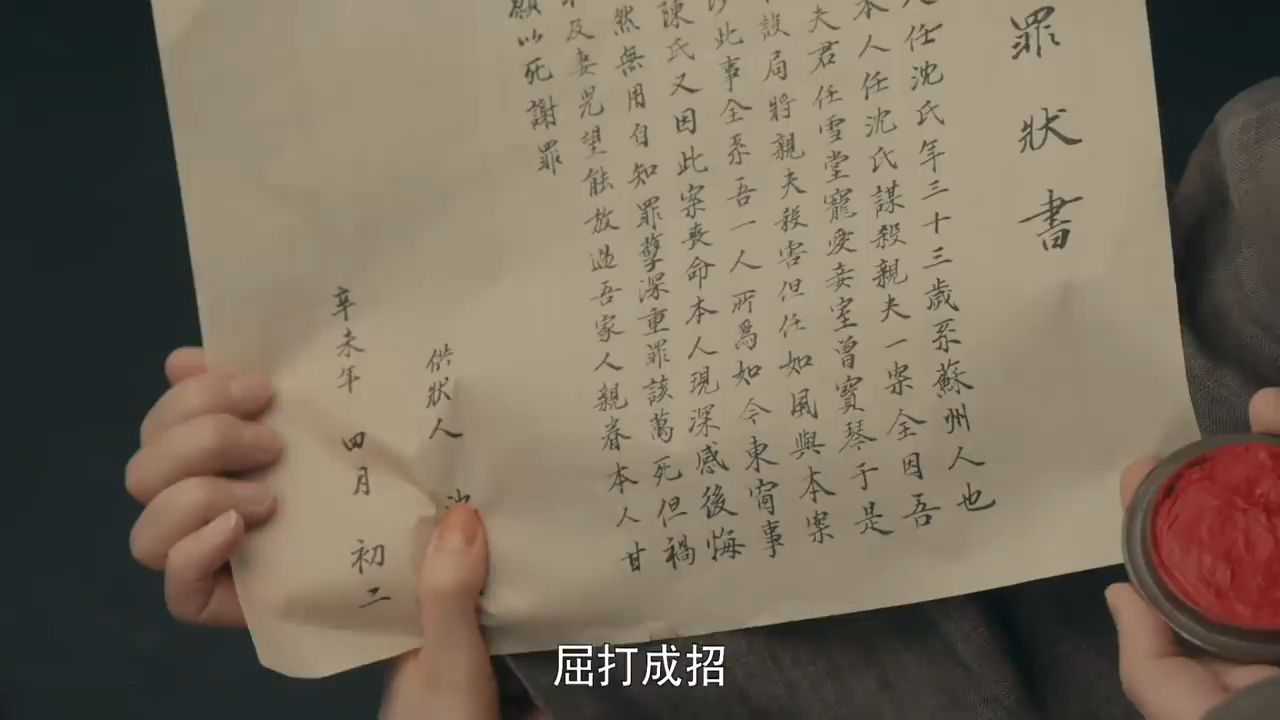 罪狀書
任沈氏年三十三歲系蘇州人也
本人任沈氏謀殺親夫一案全因吾
夫君任雪堂寵愛妾室曾寶琴于是
設局將親夫殺害但任如風與本案
此事全系吾一人所爲如今東窗事
陳氏又因此案喪命本人現深感後悔
然無用自知罪孽深重罪該萬死但禍
不及妻兒望能放過吾家人親眷本人甘
願以死謝罪
供狀人 沈
辛未年 四月 初二
屈打成招